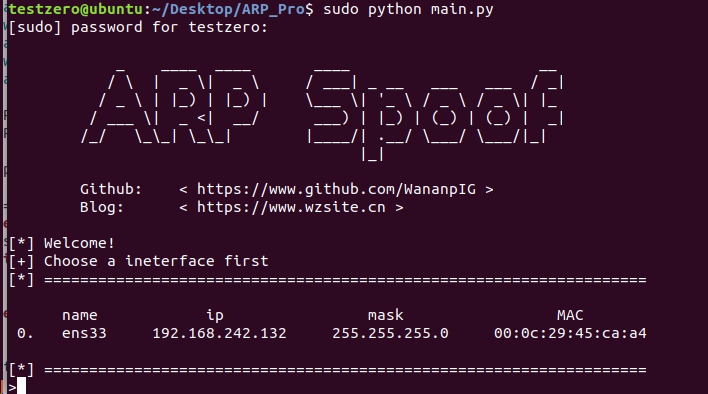 testzero@ubuntu:~/Desktop/ARP_Pro$ sudo python main.py
[sudo] password for testzero:
ARP Spoof
Github: < https://www.github.com/WananpIG >
Blog: < https://www.wzsite.cn >
[*] Welcome!
[+] Choose a ineterface first
[*] ===================================================================
name ip mask MAC
0. ens33 192.168.242.132 255.255.255.0 00:0c:29:45:ca:a4
[*] ===================================================================
>